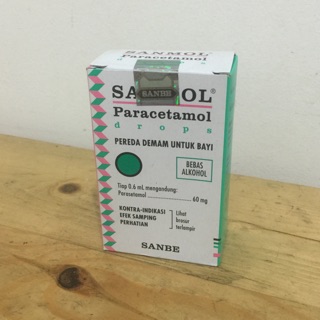 SANMOL®
SANBE
SANMOL®
Paracetamol
drops
PEREDA DEMAM UNTUK BAYI
BEBAS
ALKOHOL
Tiap 0.6 mL mengandung:
Paracetamol 60 mg
KONTRA-INDIKASI
EFEK SAMPING
PERHATIAN
Lihat
brosur
terlampir
SANBE